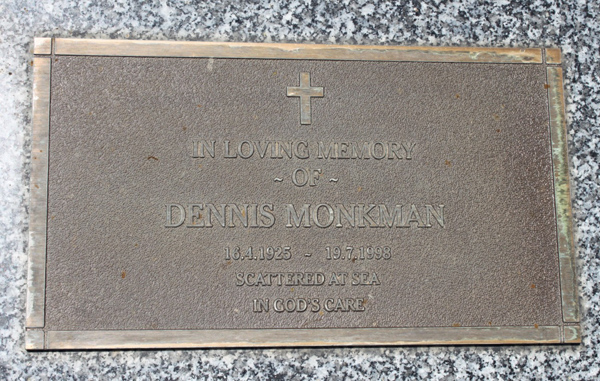 IN LOVING MEMORY
~ OF ~
DENNIS MONKMAN
16.4.1925 ~ 19.7.1998
SCATTERED AT SEA
IN GOD'S CARE